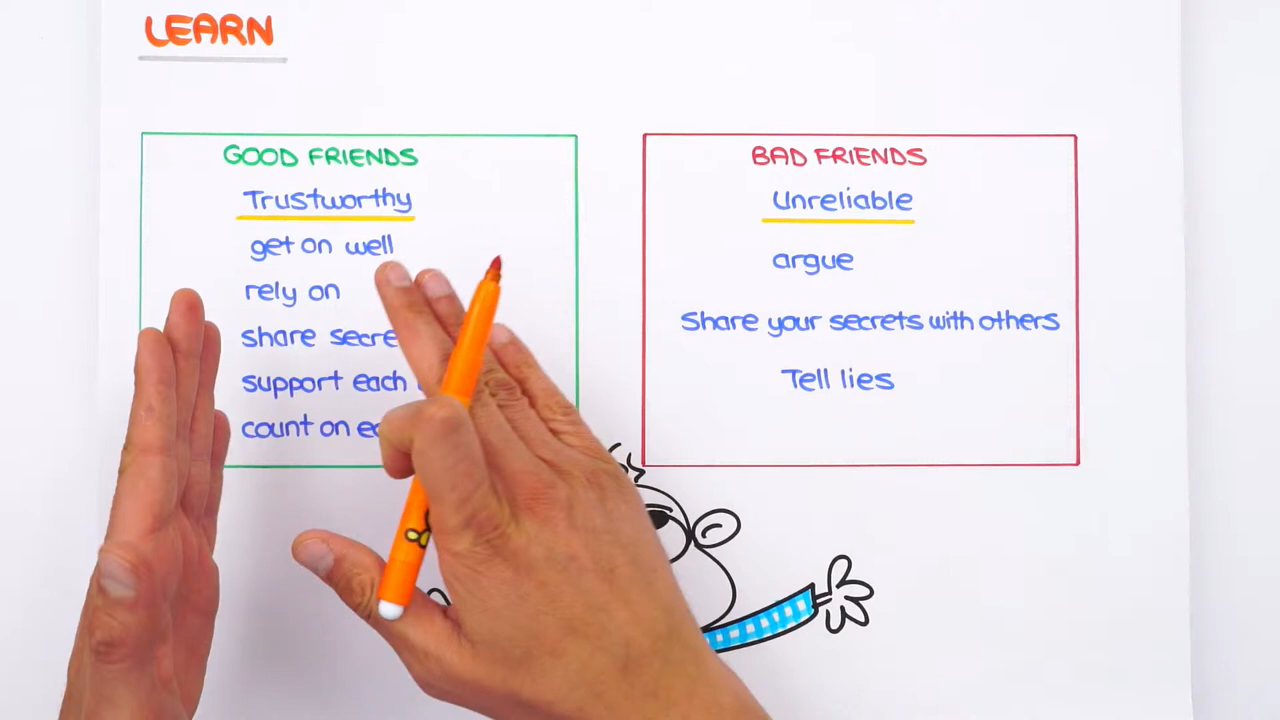 LEARN
GOOD FRIENDS
Trustworthy
get on well
rely on
share
support each
count on
BAD FRIENDS
Unreliable
argue
Share your secrets with others
Tell lies